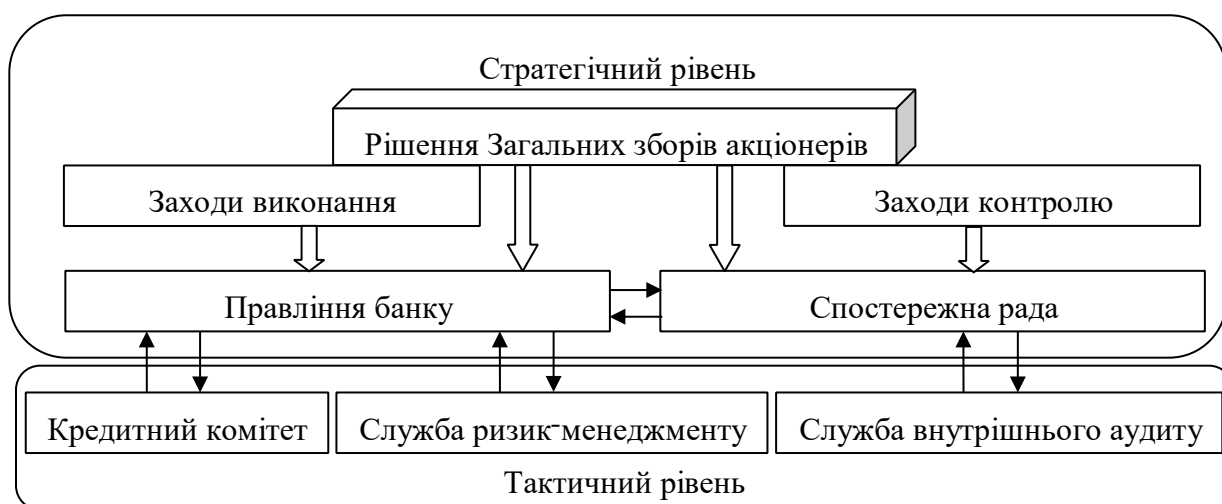 Стратегічний рівень
Рішення Загальних зборів акціонерів
Заходи виконання
Заходи контролю
Правління банку
Спостережна рада
Кредитний комітет
Служба ризик-менеджменту
Служба внутрішнього аудиту
Тактичний рівень